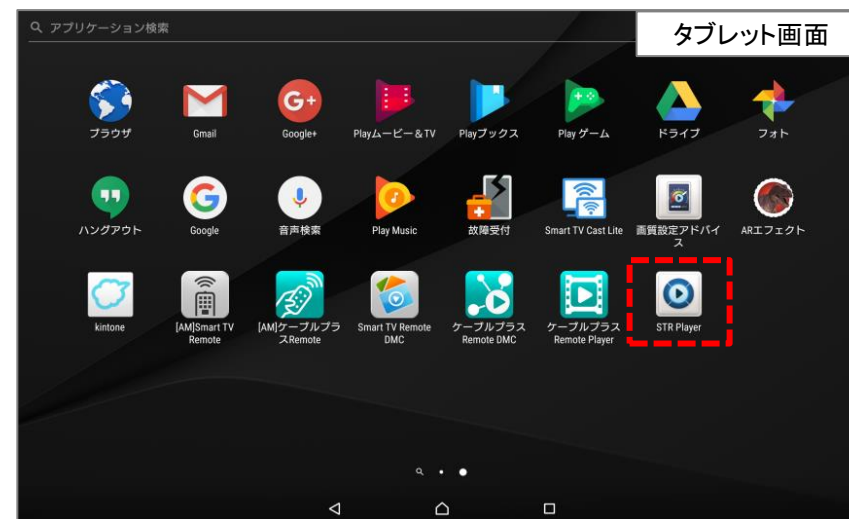 アプリケーション検索
タブレット画面
ブラウザ
Gmail
Google+
Playムービー＆TV
Playブックス
Play ゲーム
ドライブ
フォト
ハングアウト
Google
音声検索
Play Music
故障受付
Smart TV Cast Lite
画質設定アドバイ
ス
ARエフェクト
kintone
[AM]Smart TV
Remote
[AM]ケーブルプラ
スRemote
Smart TV Remote
DMC
ケーブルプラス
Remote DMC
ケーブルプラス
Remote Player
STR Player